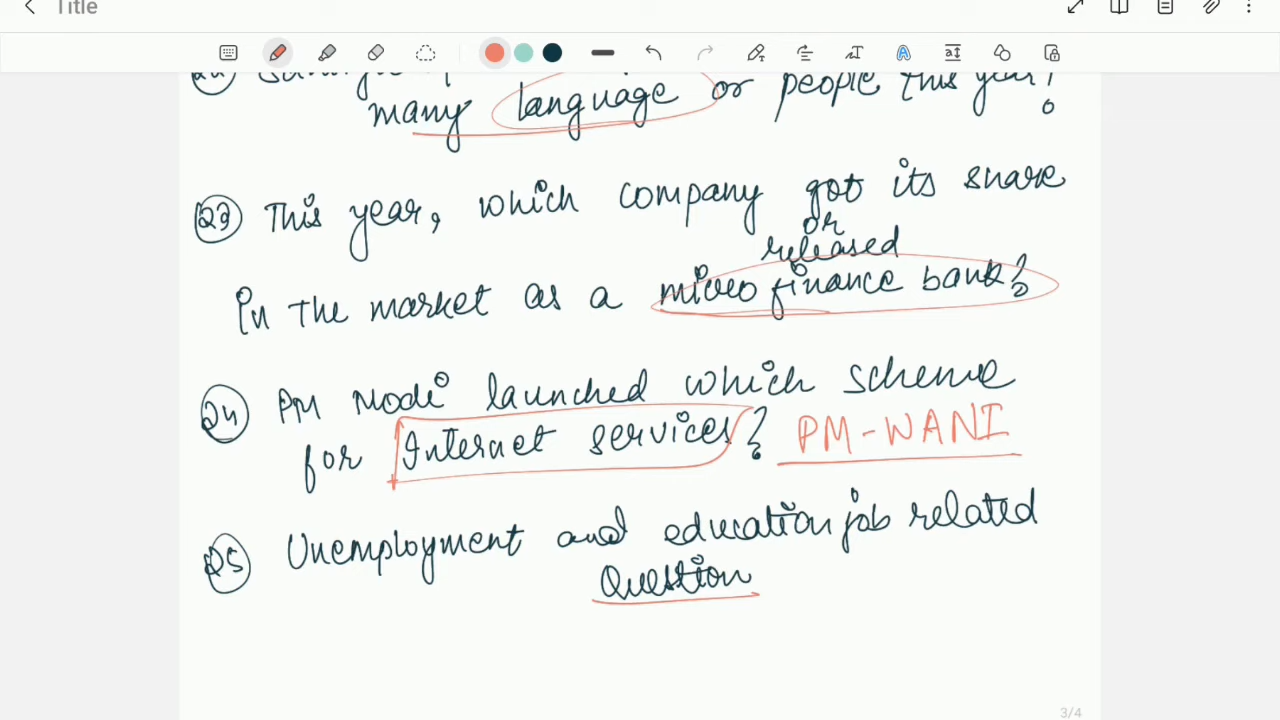 Title
many language or people this year?
23 This year, which company got its share
or
released
in the market as a micro finance bank?
24 PM Modi launched which scheme
for Internet services? PM-WANI
25 Unemployment and education job related
Question
3/4